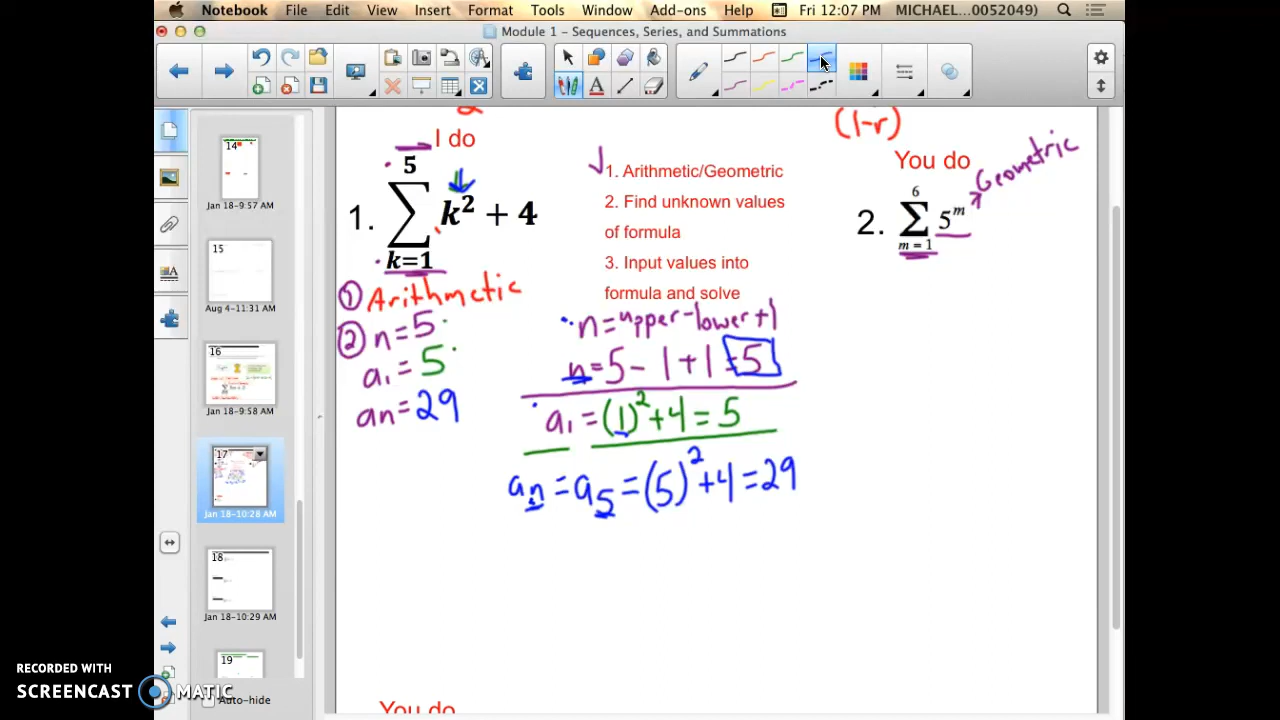 Notebook File Edit View Insert Format Tools Window Add-ons Help Fri 12:07 PM MICHAEL...0052049)
Module 1 – Sequences, Series, and Summations
14
Jan 18-9:57 AM
15
Aug 4-11:31 AM
16
Jan 18-9:58 AM
17
Jan 18-10:28 AM
18
Jan 18-10:29 AM
19
Auto-hide
I do
1. ∑ k² + 4
5
k=1
① Arithmetic
② n=5
a₁ = 5
an= 29
1. Arithmetic/Geometric
2. Find unknown values
of formula
3. Input values into
formula and solve
n=upper-lower+1
n=5-1+1=5
a₁=(1)²+4=5
aₙ=a₅=(5)²+4=29
(1-r)
You do
Geometric
6
2. ∑ 5ᵐ
m = 1
You do
RECORDED WITH
SCREENCAST MATIC